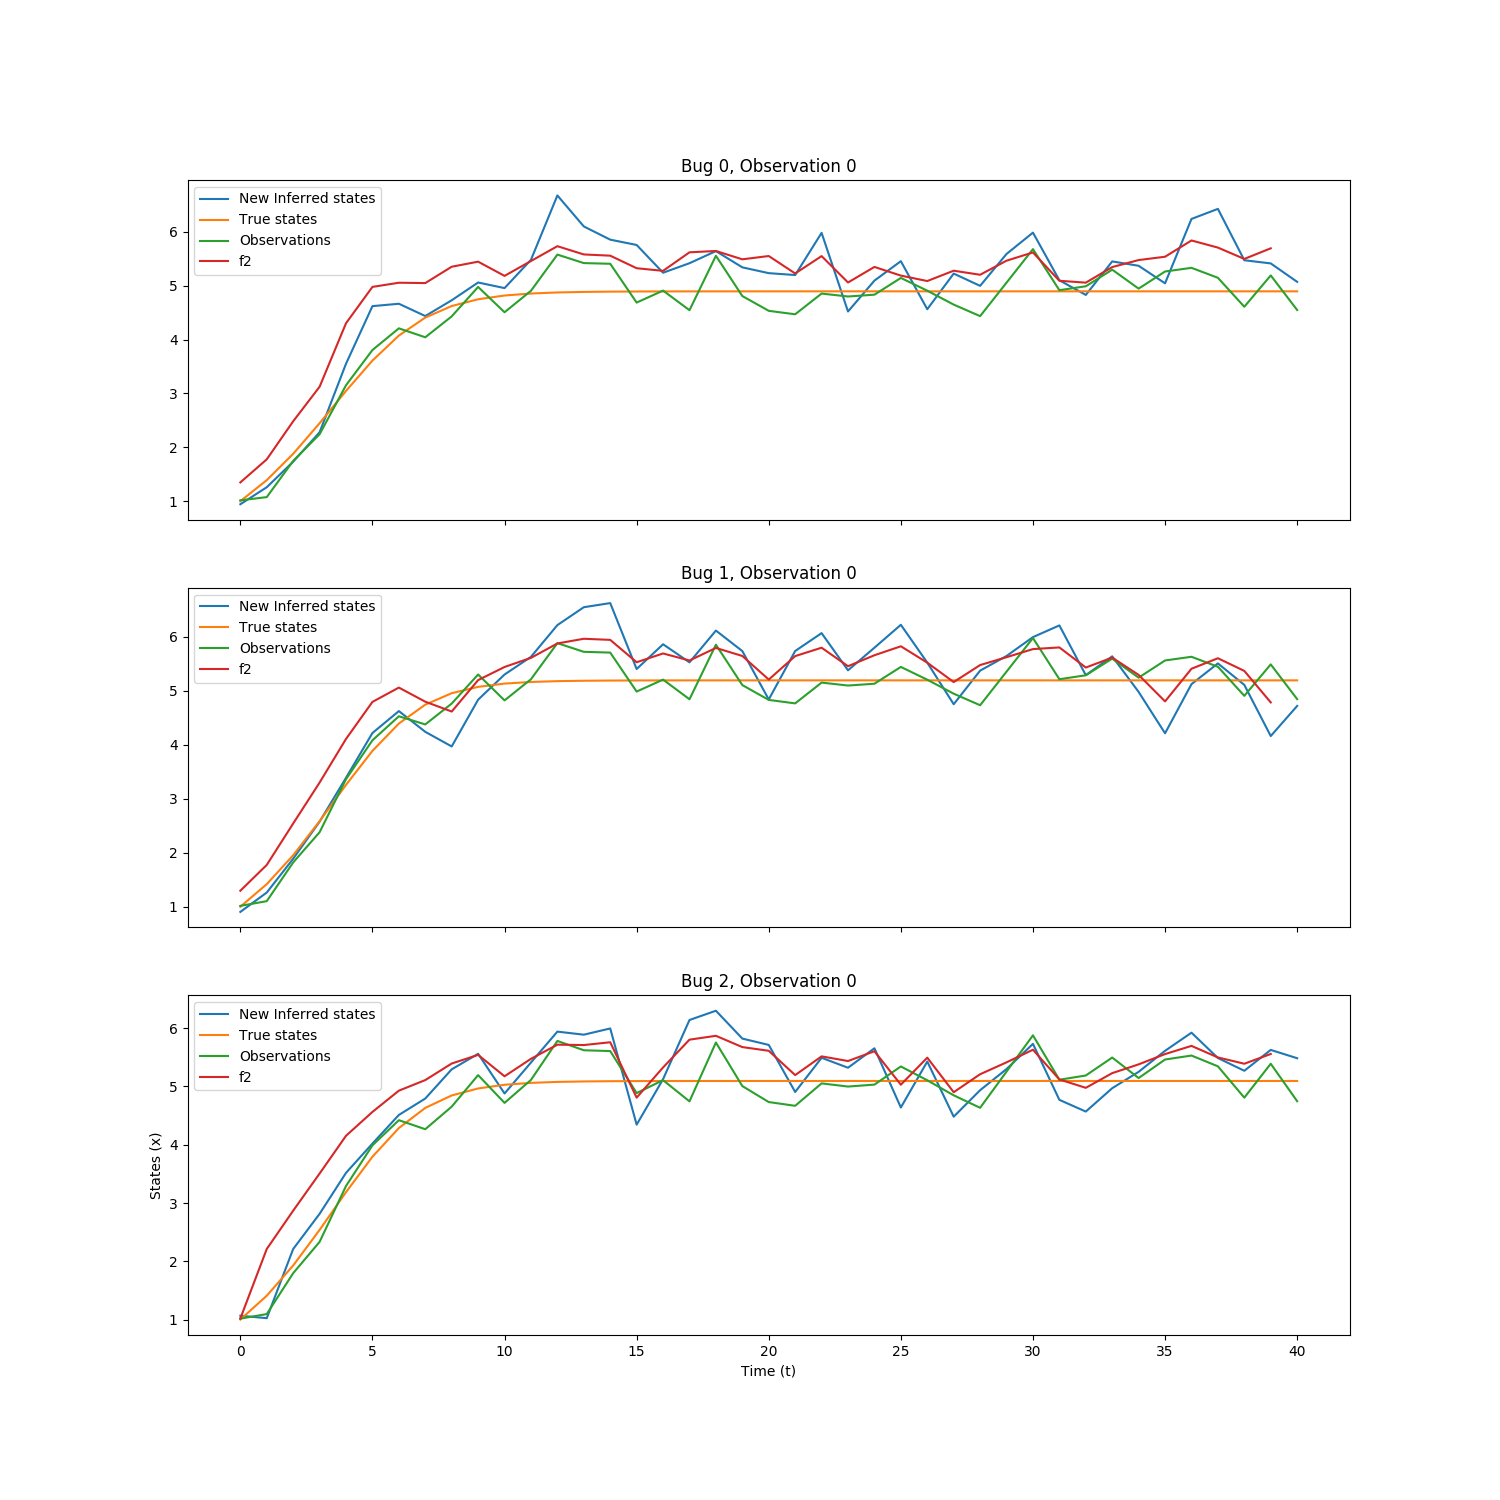 Bug 0, Observation 0
New Inferred states
True states
Observations
f2
6
5
4
3
2
1
Bug 1, Observation 0
New Inferred states
True states
Observations
f2
6
5
4
3
2
1
Bug 2, Observation 0
New Inferred states
True states
Observations
f2
6
5
4
3
2
1
States (x)
0 5 10 15 20 25 30 35 40
Time (t)